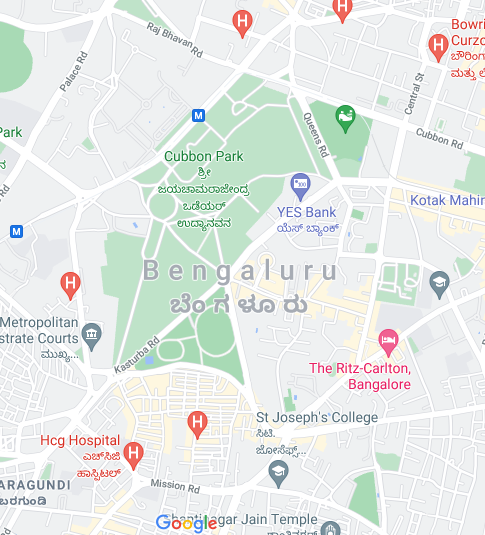 Bowri
Curzo
ಬೌರಿಂಗ
ಮತ್ತು ಲೇ
Raj Bhavan Rd
Palace Rd
Central St
M
Queens Rd
Cubbon Rd
Park
Cubbon Park
ಶ್ರೀ
ಜಯಚಾಮರಾಜೇಂದ್ರ
ಒಡೆಯರ್
ಉದ್ಯಾನವನ
YES Bank
ಯೆಸ್ ಬ್ಯಾಂಕ್
Kotak Mahin
M
Bengaluru
ಬೆಂಗಳೂರು
Metropolitan
strate Courts
ಮುಖ್ಯ...
Kasturba Rd
The Ritz-Carlton,
Bangalore
St Joseph's College
ಸಿಟಿ.
ಜೋಸೆಫ್ಸ್...
Hcg Hospital
ಎಚ್‌ಸಿಜಿ
ಹಾಸ್ಪಿಟಲ್
ARAGUNDI
ಬರಗುಂಡಿ
Mission Rd
Google
Shantinagar Jain Temple